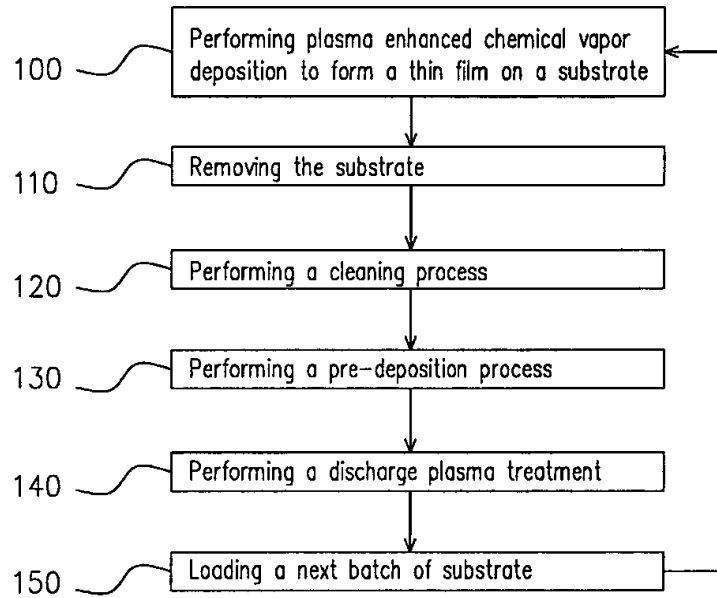 Performing plasma enhanced chemical vapor
deposition to form a thin film on a substrate
100
Removing the substrate
110
Performing a cleaning process
120
Performing a pre-deposition process
130
Performing a discharge plasma treatment
140
Loading a next batch of substrate
150